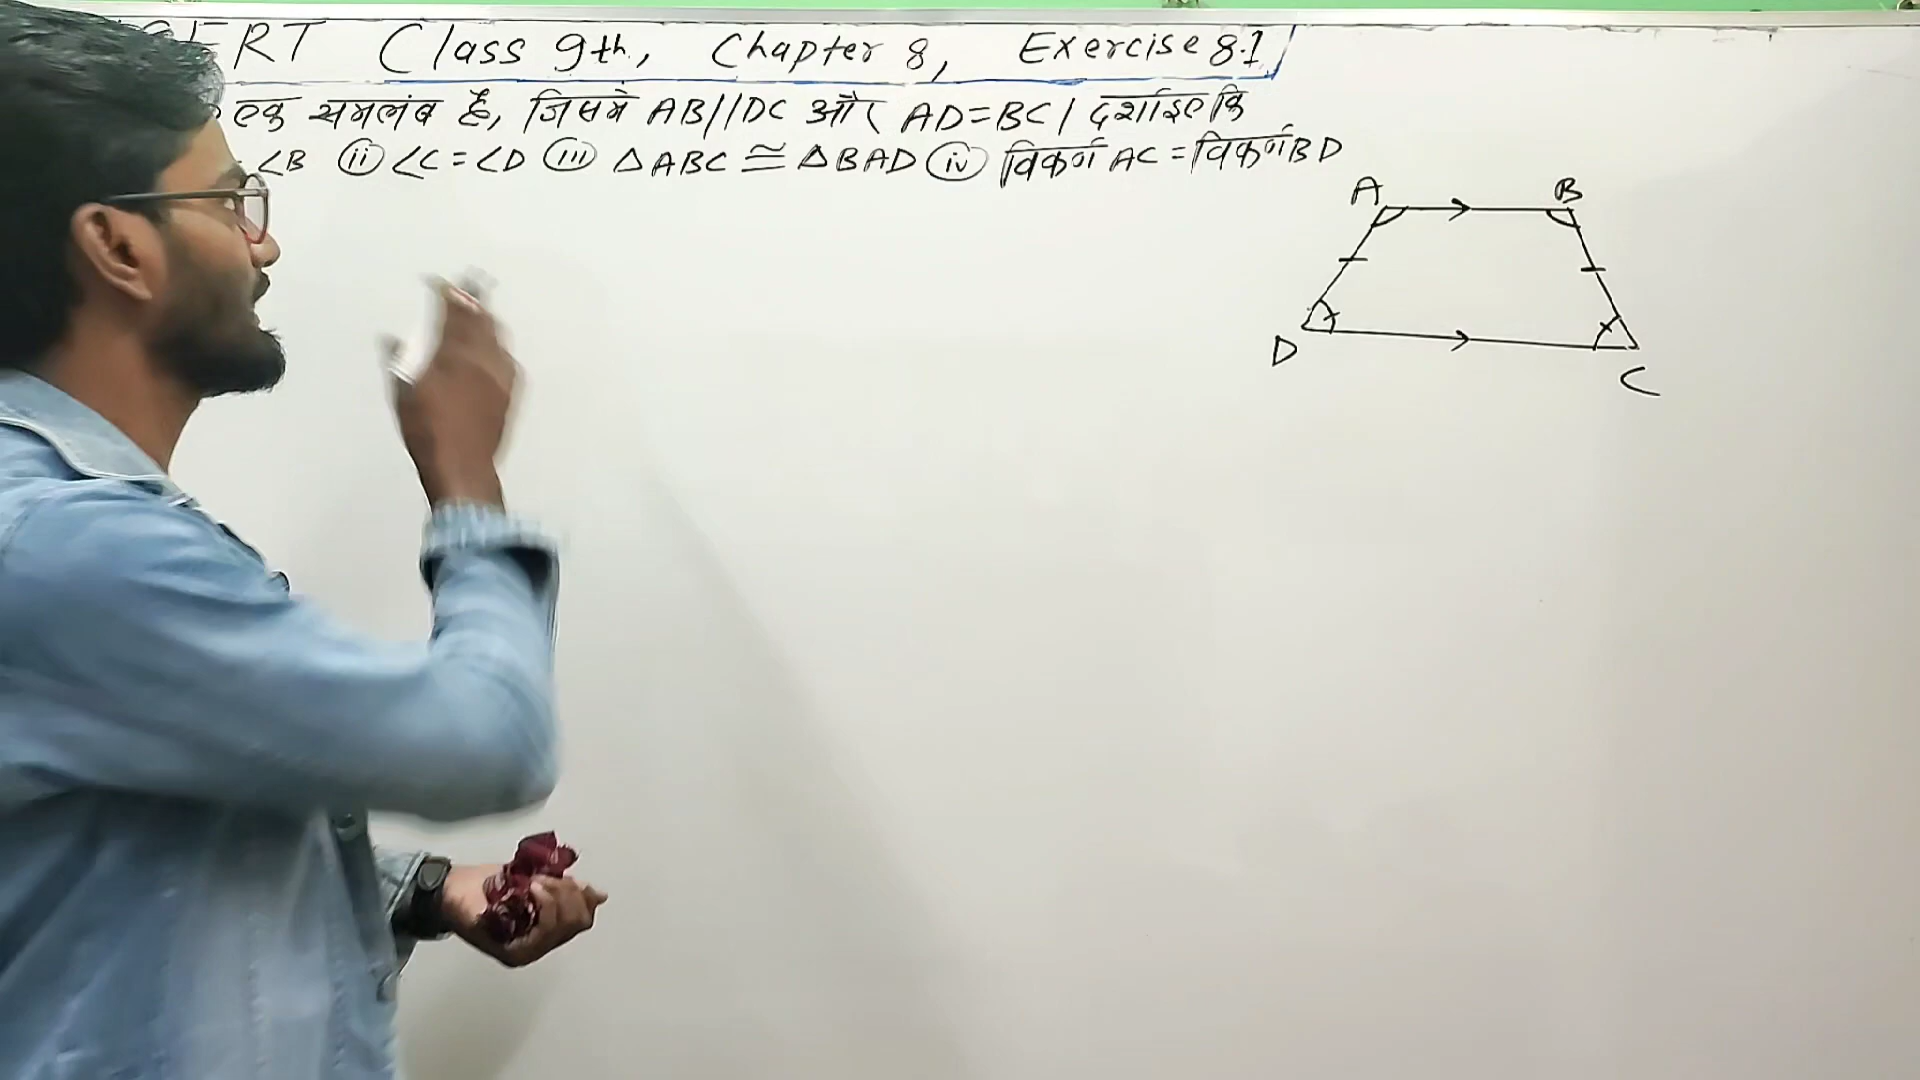 ERT Class 9th, Chapter 8, Exercise 8.1
एक समलंब है, जिसमे AB//DC और AD=BC। दर्शाइए कि
∠B (ii) ∠C=∠D (iii) △ABC ≅ △BAD (iv) विकर्ण AC = विकर्ण BD
A B
D
C